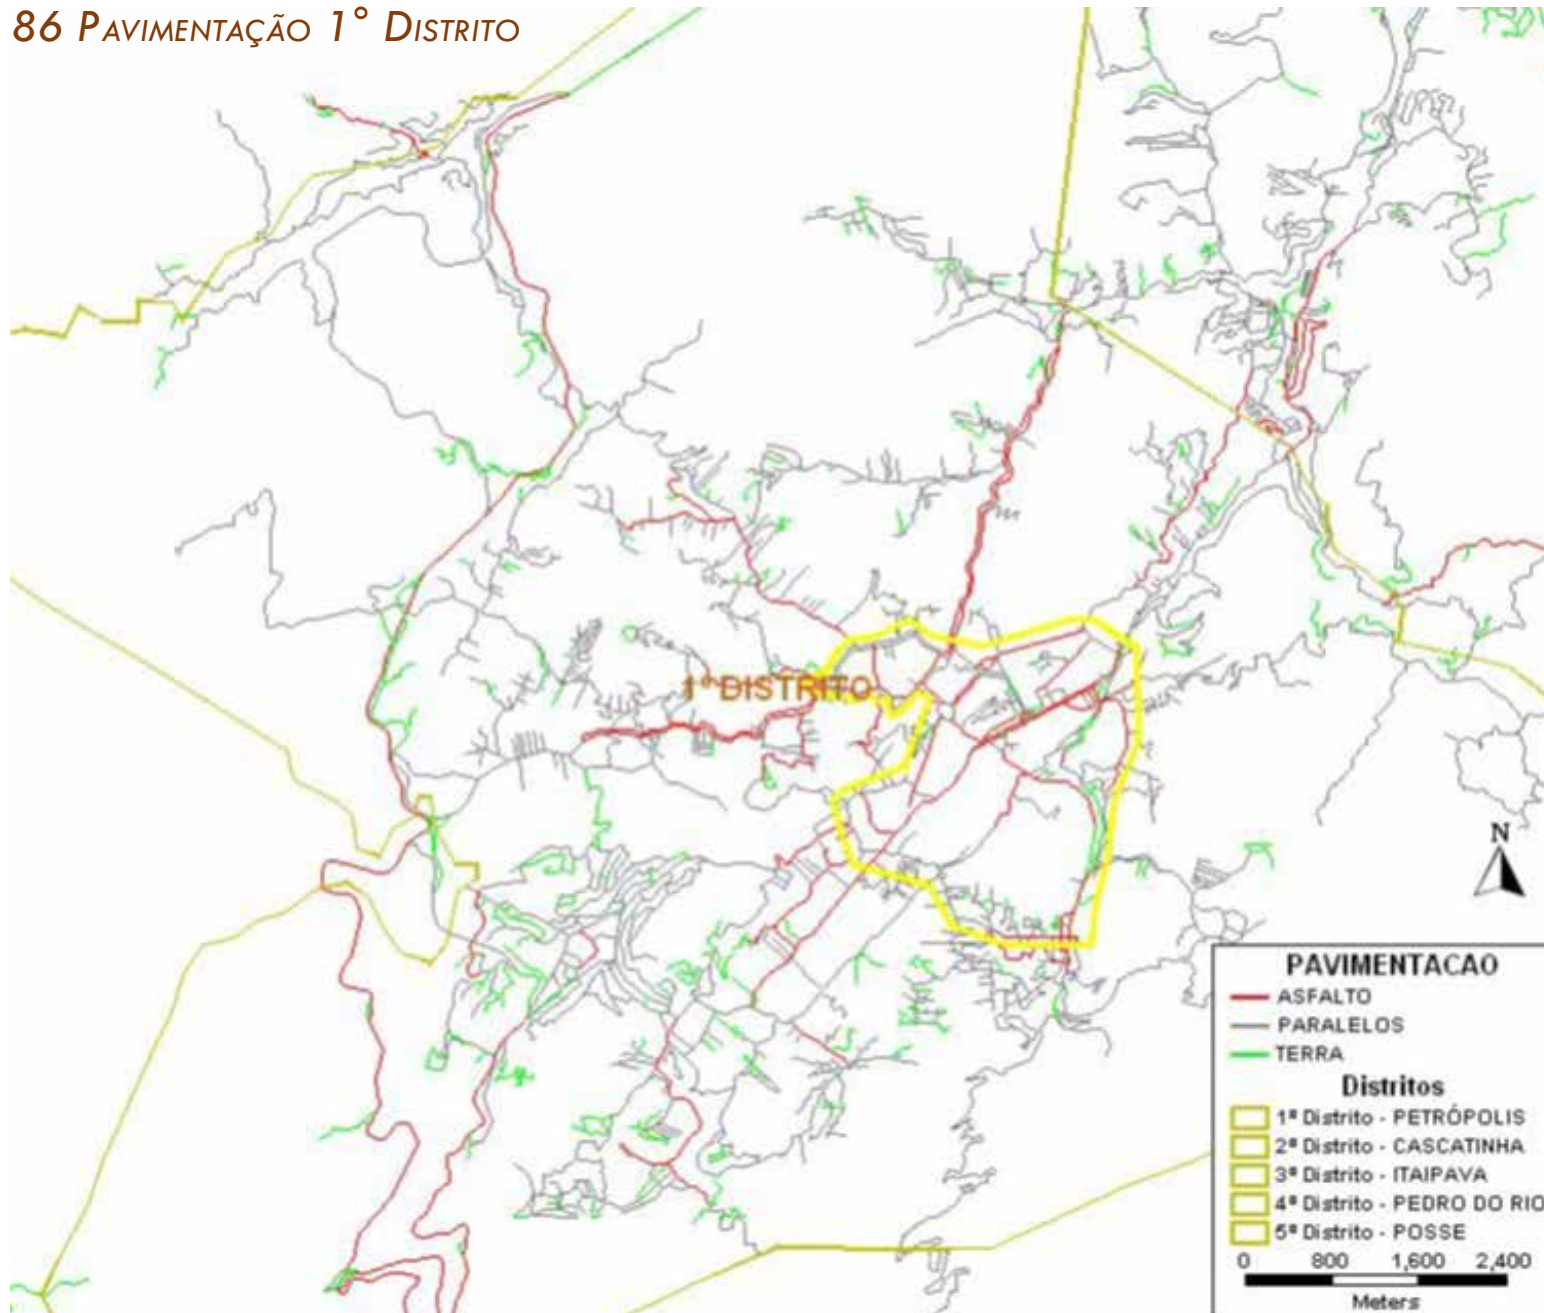 86 PAVIMENTAÇÃO 1° DISTRITO
1º DISTRITO
N
PAVIMENTACAO
ASFALTO
PARALELOS
TERRA
Distritos
1º Distrito - PETRÓPOLIS
2º Distrito - CASCATINHA
3º Distrito - ITAIPAVA
4º Distrito - PEDRO DO RIO
5º Distrito - POSSE
0 800 1,600 2,400
Meters